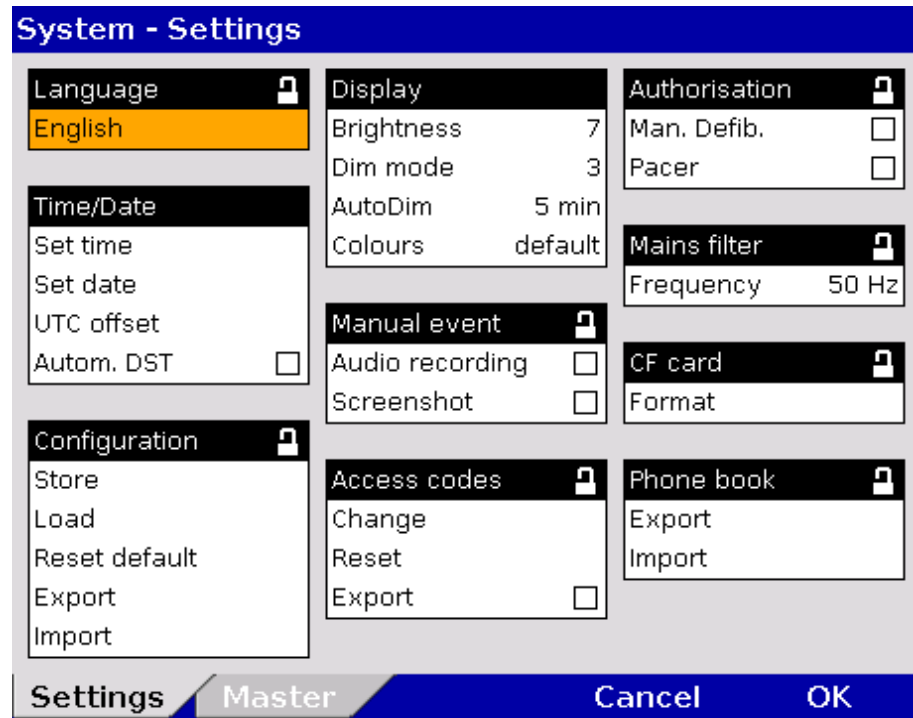 System - Settings
Language
English
Time/Date
Set time
Set date
UTC offset
Autom. DST
Configuration
Store
Load
Reset default
Export
Import
Display
Brightness 7
Dim mode 3
AutoDim 5 min
Colours default
Manual event
Audio recording
Screenshot
Access codes
Change
Reset
Export
Authorisation
Man. Defib.
Pacer
Mains filter
Frequency 50 Hz
CF card
Format
Phone book
Export
Import
Settings Master Cancel OK